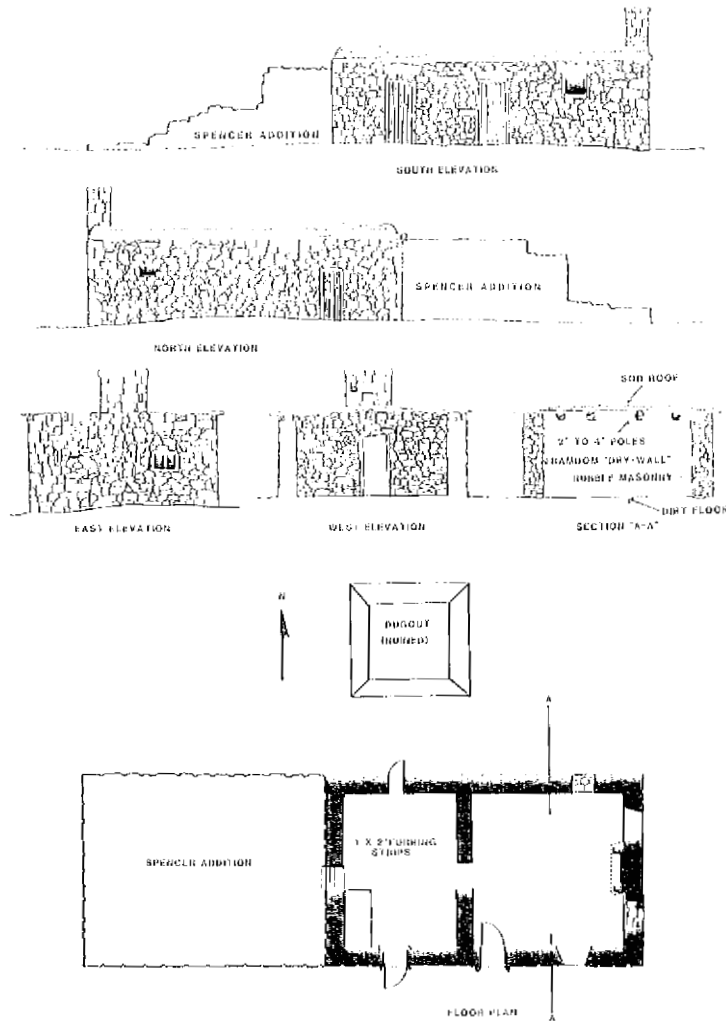 SPENCER ADDITION
SOUTH ELEVATION
SPENCER ADDITION
NORTH ELEVATION
SOD ROOF
2" TO 4" POLES
RANDOM "DRY-WALL"
RUBBLE MASONRY
DIRT FLOOR
EAST ELEVATION
WEST ELEVATION
SECTION "A-A"
N
DUGOUT
(RUINED)
A
1 X 2" FURRING
STRIPS
SPENCER ADDITION
FLOOR PLAN
A